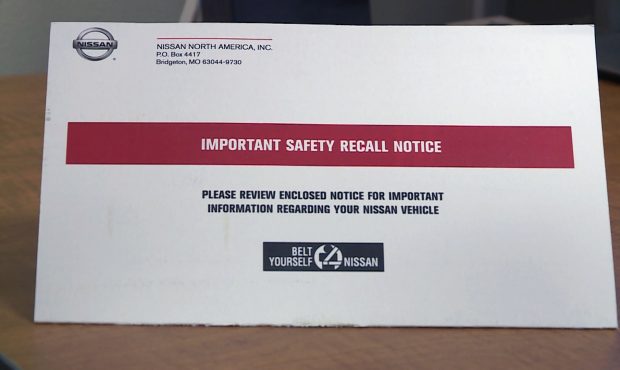 NISSAN
NISSAN NORTH AMERICA, INC.
P.O. Box 4417
Bridgeton, MO 63044-9730
IMPORTANT SAFETY RECALL NOTICE
PLEASE REVIEW ENCLOSED NOTICE FOR IMPORTANT
INFORMATION REGARDING YOUR NISSAN VEHICLE
BELT
YOURSELF 4 NISSAN